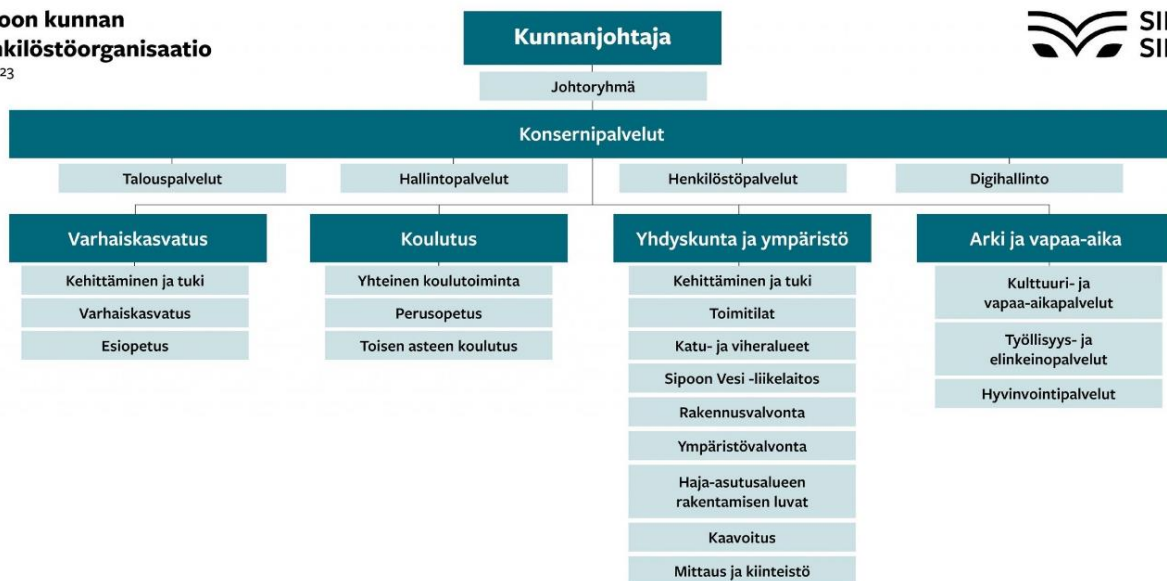 oon kunnan
kilöstöorganisaatio
23
Kunnanjohtaja
Johtoryhmä
Konsernipalvelut
Talouspalvelut
Hallintopalvelut
Henkilöstöpalvelut
Digihallinto
Varhaiskasvatus
Kehittäminen ja tuki
Varhaiskasvatus
Esiopetus
Koulutus
Yhteinen koulutoiminta
Perusopetus
Toisen asteen koulutus
Yhdyskunta ja ympäristö
Kehittäminen ja tuki
Toimitilat
Katu- ja viheralueet
Sipoon Vesi -liikelaitos
Rakennusvalvonta
Ympäristövalvonta
Haja-asutusalueen
rakentamisen luvat
Kaavoitus
Mittaus ja kiinteistö
Arki ja vapaa-aika
Kulttuuri- ja
vapaa-aikapalvelut
Työllisyys- ja
elinkeinopalvelut
Hyvinvointipalvelut